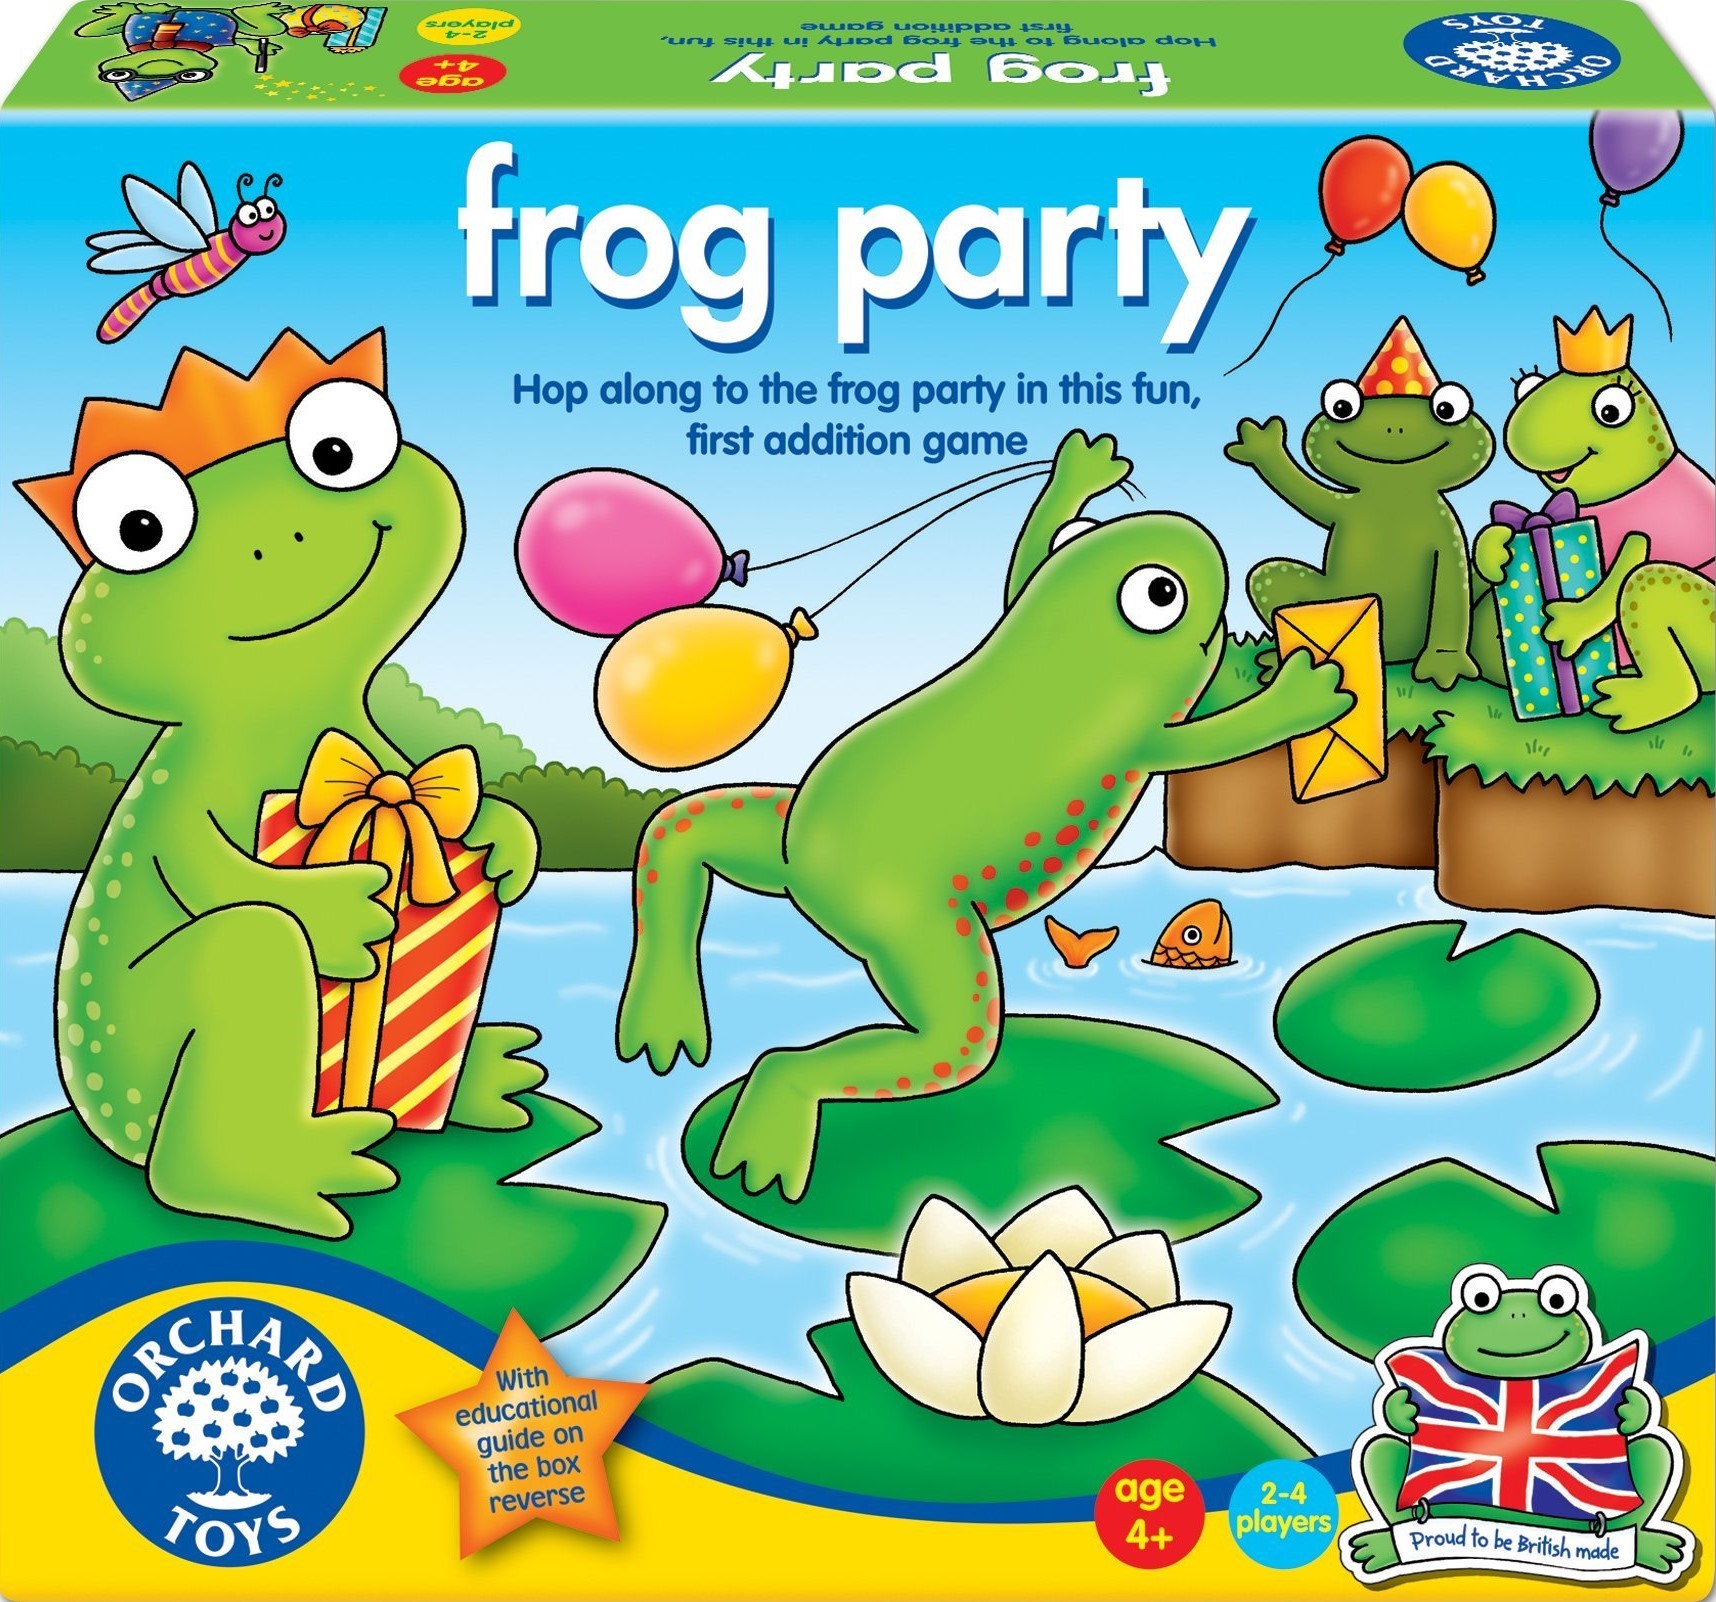 frog party
Hop along to the frog party in this fun,
first addition game
age
4+
2-4
players
ORCHARD
TOYS
frog party
Hop along to the frog party in this fun,
first addition game
ORCHARD
TOYS
With
educational
guide on
the box
reverse
age
4+
2-4
players
Proud to be British made